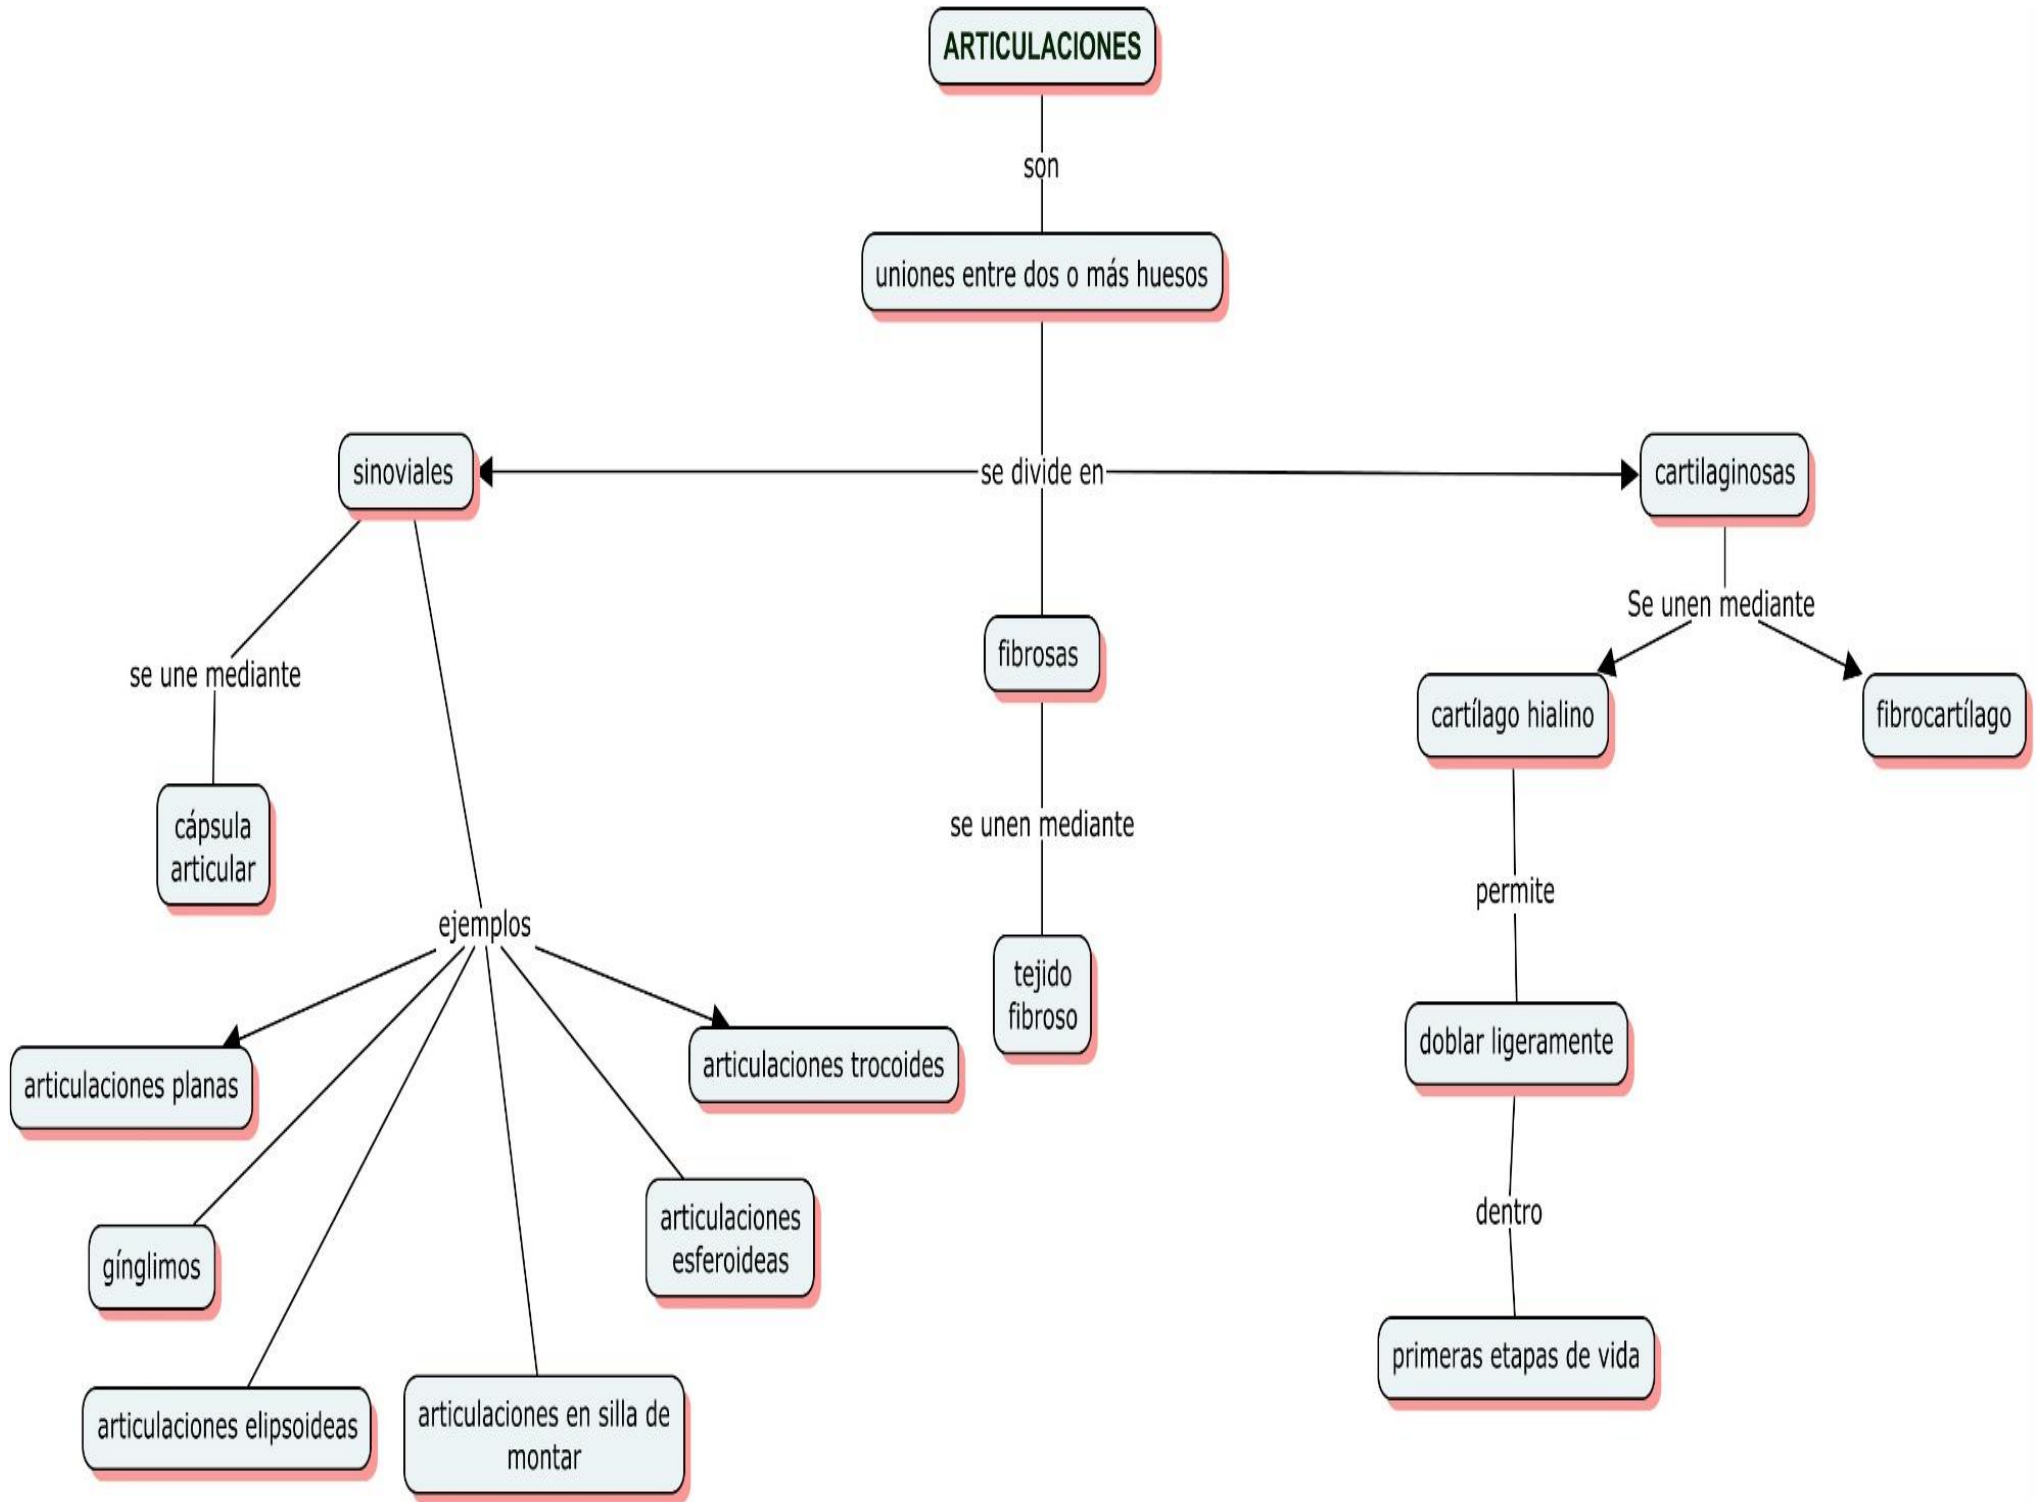 ARTICULACIONES
son
uniones entre dos o más huesos
sinoviales
se divide en
cartilaginosas
Se unen mediante
fibrosas
se une mediante
cartílago hialino
fibrocartílago
cápsula
articular
se unen mediante
permite
ejemplos
tejido
fibroso
doblar ligeramente
articulaciones trocoides
articulaciones planas
articulaciones
esferoideas
dentro
gínglimos
primeras etapas de vida
articulaciones elipsoideas
articulaciones en silla de
montar